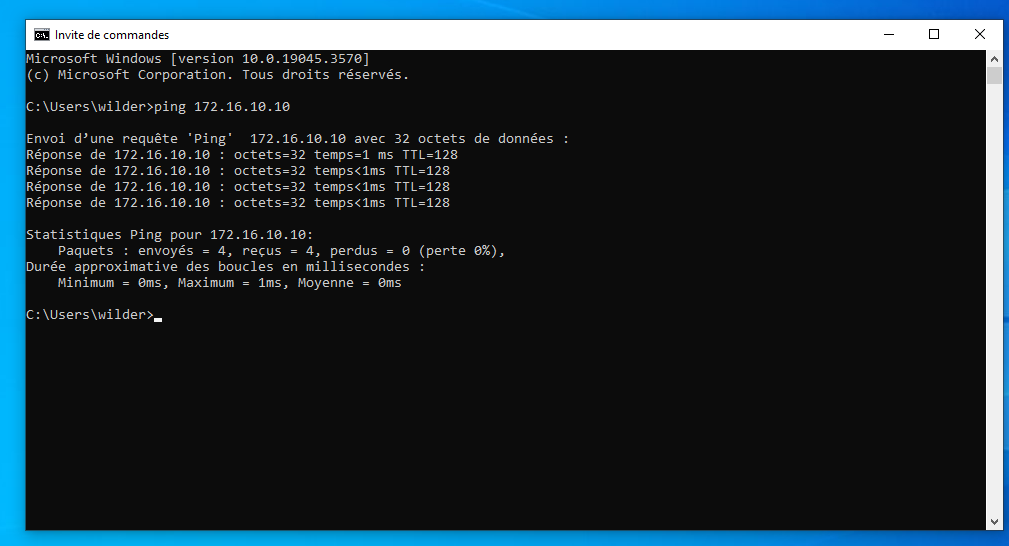 Invite de commandes
Microsoft Windows [version 10.0.19045.3570]
(c) Microsoft Corporation. Tous droits réservés.
C:\Users\wilder>ping 172.16.10.10
Envoi d’une requête 'Ping'  172.16.10.10 avec 32 octets de données :
Réponse de 172.16.10.10 : octets=32 temps=1 ms TTL=128
Réponse de 172.16.10.10 : octets=32 temps<1ms TTL=128
Réponse de 172.16.10.10 : octets=32 temps<1ms TTL=128
Réponse de 172.16.10.10 : octets=32 temps<1ms TTL=128
Statistiques Ping pour 172.16.10.10:
    Paquets : envoyés = 4, reçus = 4, perdus = 0 (perte 0%),
Durée approximative des boucles en millisecondes :
    Minimum = 0ms, Maximum = 1ms, Moyenne = 0ms
C:\Users\wilder>